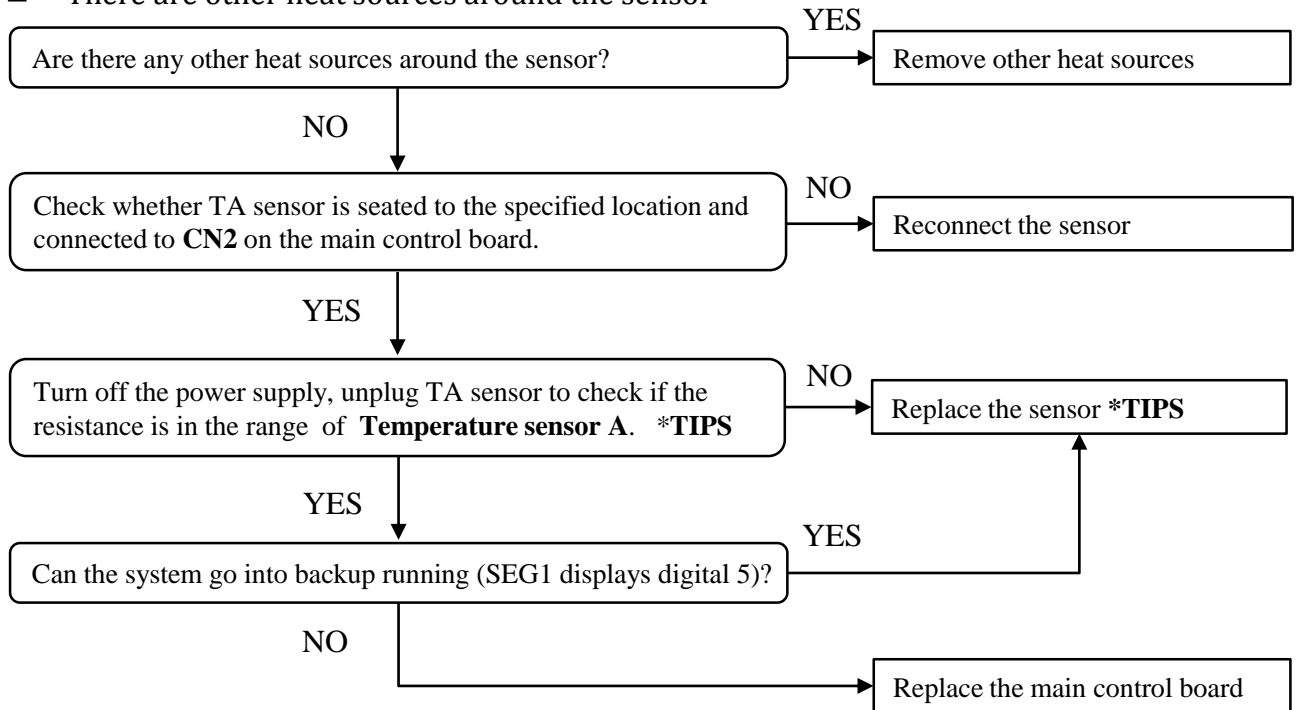 There are other heat sources around the sensor
YES
Are there any other heat sources around the sensor?
Remove other heat sources
NO
Check whether TA sensor is seated to the specified location and
connected to CN2 on the main control board.
NO
Reconnect the sensor
YES
Turn off the power supply, unplug TA sensor to check if the
resistance is in the range of Temperature sensor A. *TIPS
NO
Replace the sensor *TIPS
YES
Can the system go into backup running (SEG1 displays digital 5)?
YES
NO
Replace the main control board